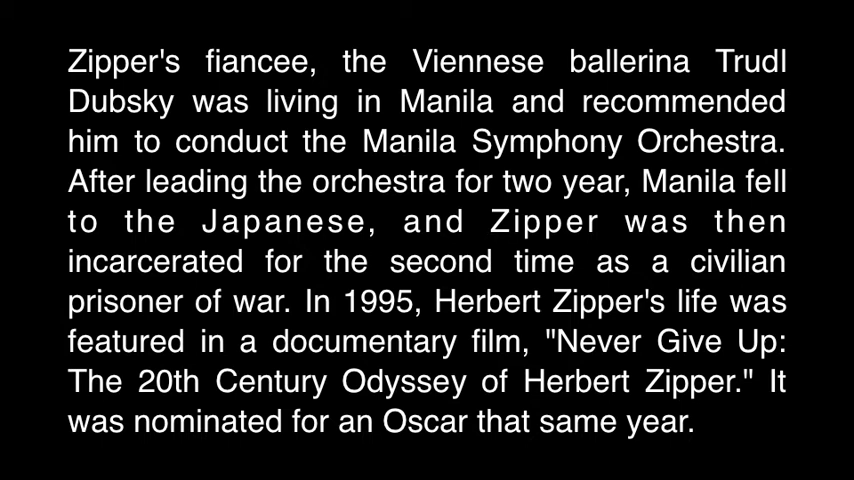 Zipper's fiancee, the Viennese ballerina Trudl
Dubsky was living in Manila and recommended
him to conduct the Manila Symphony Orchestra.
After leading the orchestra for two year, Manila fell
to the Japanese, and Zipper was then
incarcerated for the second time as a civilian
prisoner of war. In 1995, Herbert Zipper's life was
featured in a documentary film, "Never Give Up:
The 20th Century Odyssey of Herbert Zipper." It
was nominated for an Oscar that same year.